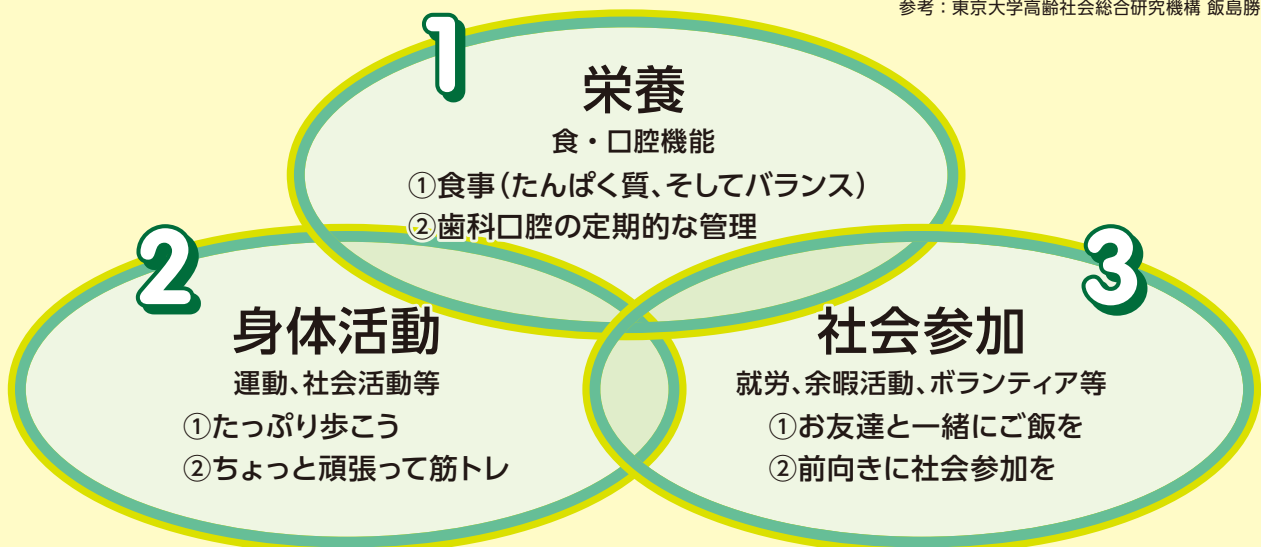 参考：東京大学高齢社会総合研究機構 飯島勝
1
栄養
食・口腔機能
①食事（たんぱく質、そしてバランス）
②歯科口腔の定期的な管理
2
身体活動
運動、社会活動等
①たっぷり歩こう
②ちょっと頑張って筋トレ
3
社会参加
就労、余暇活動、ボランティア等
①お友達と一緒にご飯を
②前向きに社会参加を